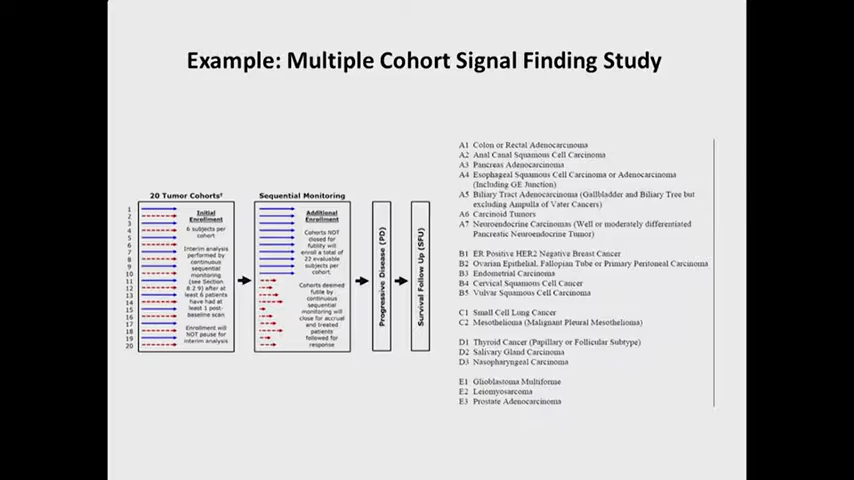 Example: Multiple Cohort Signal Finding Study
20 Tumor Cohorts²
1
2
3
4
5
6
7
8
9
10
11
12
13
14
15
16
17
18
19
20
Initial
Enrollment
6 subjects per
cohort
Interim analysis
performed by
continuous
sequential
monitoring
(see Section
8.2.9) after at
least 6 patients
have had at
least 1 post-
baseline scan
Enrollment will
NOT pause for
interim analysis
Sequential Monitoring
Additional
Enrollment
Cohorts NOT
closed for
futility will
enroll a total of
22 evaluable
subjects per
cohort.
Cohorts deemed
futile by
continuous
sequential
monitoring will
close for accrual
and treated
patients
followed for
response
Progressive Disease (PD)
Survival Follow Up (SFU)
A1 Colon or Rectal Adenocarcinoma
A2 Anal Canal Squamous Cell Carcinoma
A3 Pancreas Adenocarcinoma
A4 Esophageal Squamous Cell Carcinoma or Adenocarcinoma
(Including GE Junction)
A5 Biliary Tract Adenocarcinoma (Gallbladder and Biliary Tree but
excluding Ampulla of Vater Cancers)
A6 Carcinoid Tumors
A7 Neuroendocrine Carcinomas (Well or moderately differentiated
Pancreatic Neuroendocrine Tumor)
B1 ER Positive HER2 Negative Breast Cancer
B2 Ovarian Epithelial, Fallopian Tube or Primary Peritoneal Carcinoma
B3 Endometrial Carcinoma
B4 Cervical Squamous Cell Cancer
B5 Vulvar Squamous Cell Carcinoma
C1 Small Cell Lung Cancer
C2 Mesothelioma (Malignant Pleural Mesothelioma)
D1 Thyroid Cancer (Papillary or Follicular Subtype)
D2 Salivary Gland Carcinoma
D3 Nasopharyngeal Carcinoma
E1 Glioblastoma Multiforme
E2 Leiomyosarcoma
E3 Prostate Adenocarcinoma